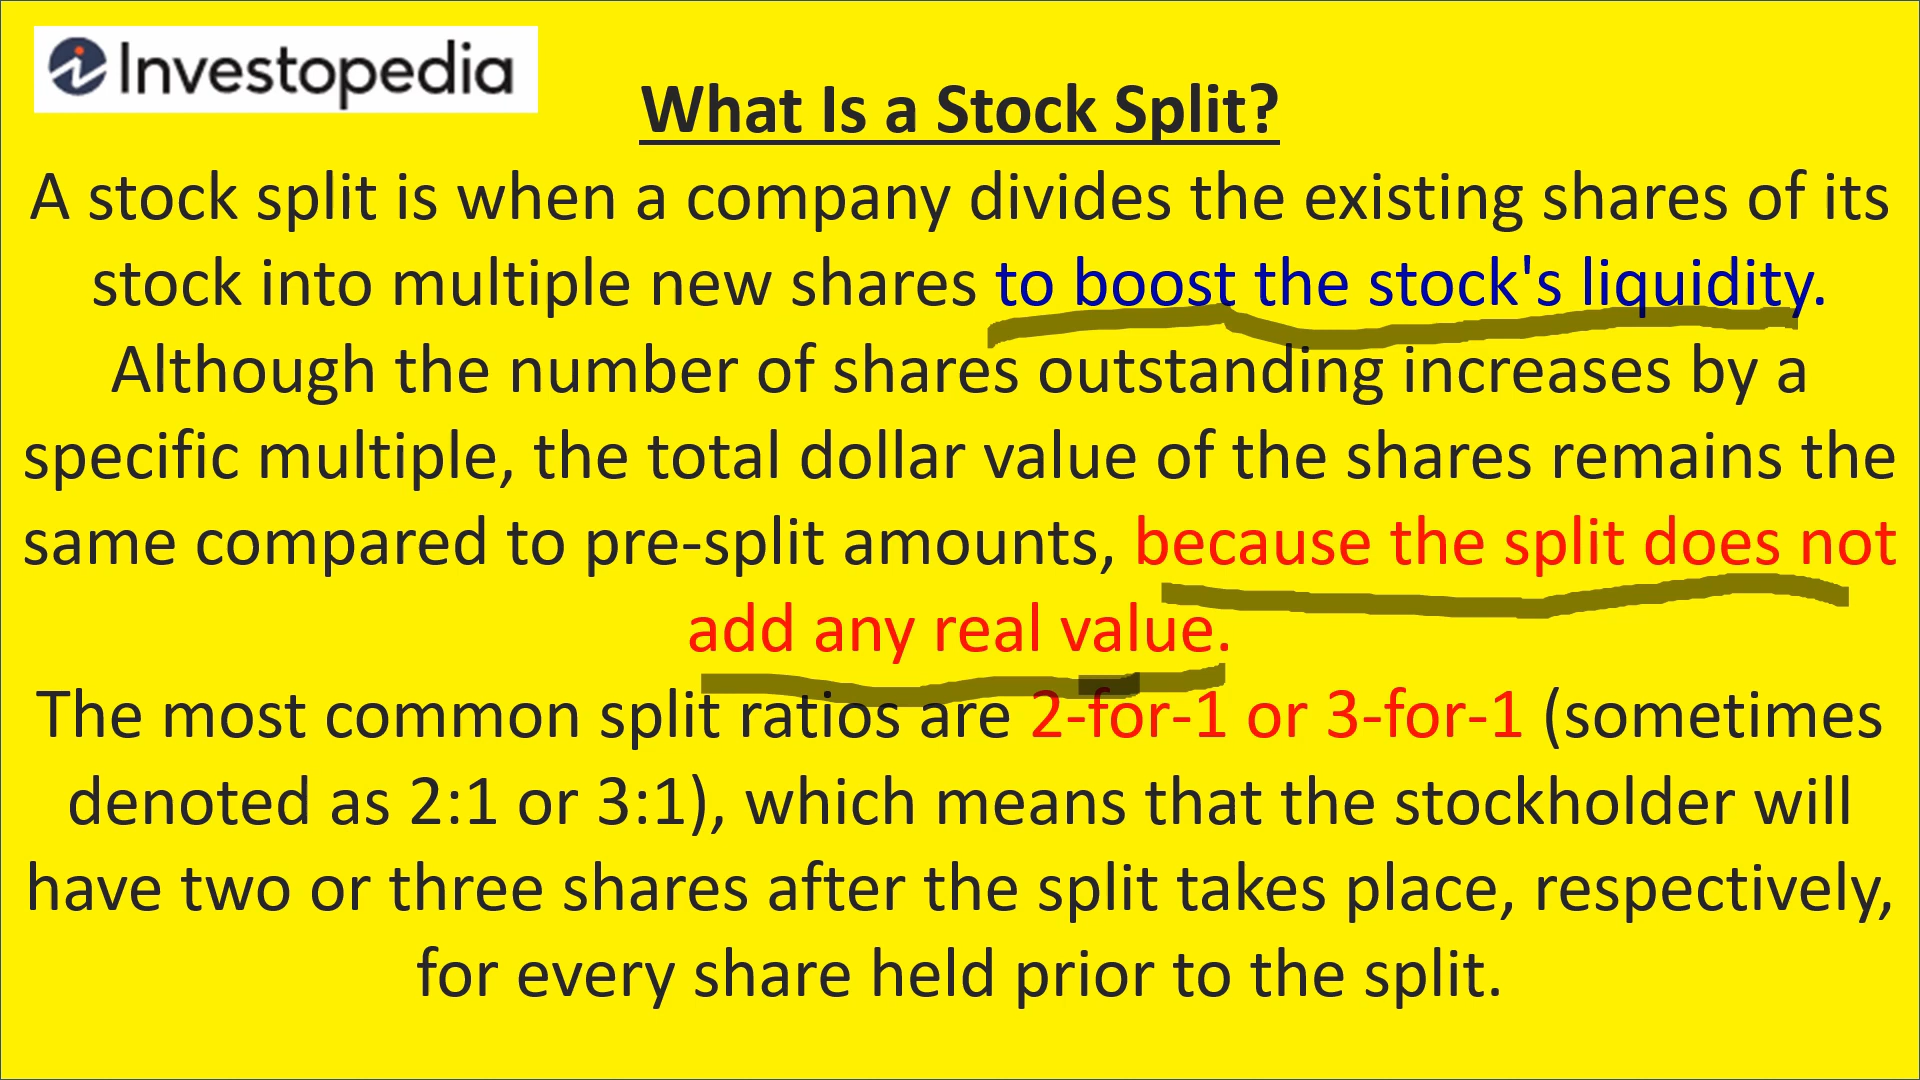 Investopedia
What Is a Stock Split?
A stock split is when a company divides the existing shares of its
stock into multiple new shares to boost the stock's liquidity.
Although the number of shares outstanding increases by a
specific multiple, the total dollar value of the shares remains the
same compared to pre-split amounts, because the split does not
add any real value.
The most common split ratios are 2-for-1 or 3-for-1 (sometimes
denoted as 2:1 or 3:1), which means that the stockholder will
have two or three shares after the split takes place, respectively,
for every share held prior to the split.